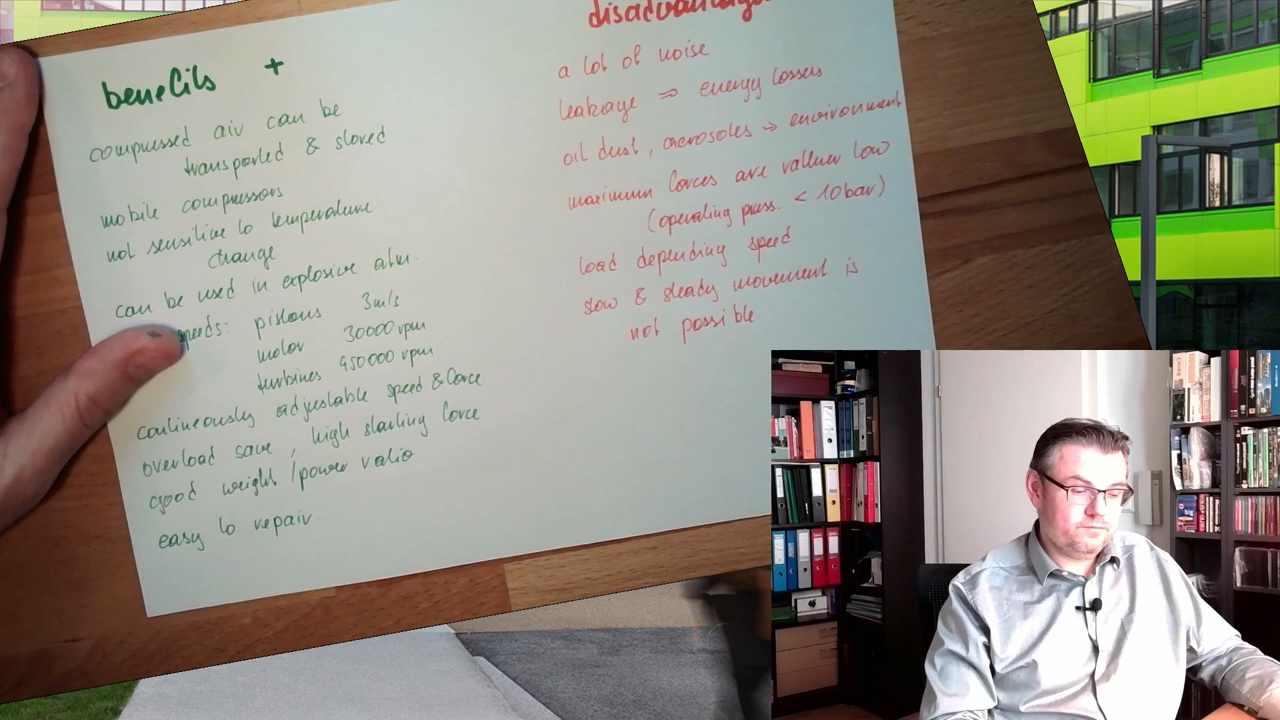 benefits +
compressed air can be
transported & stored
mobile compressors
not sensitive to temperature
change
can be used in explosive atm.
speeds: pistons 3m/s
motor 30000 rpm
turbines 450000 rpm
continueously adjustable speed & force
overload save, high starting force
good weight / power ratio
easy to repair
disadvantages
a lot of noise
leakage ⇒ energy losses
oil dust, aerosoles → environment
maximum forces are rather low
(operating press. < 10 bar)
load depending speed
slow & steady movement is
not possible